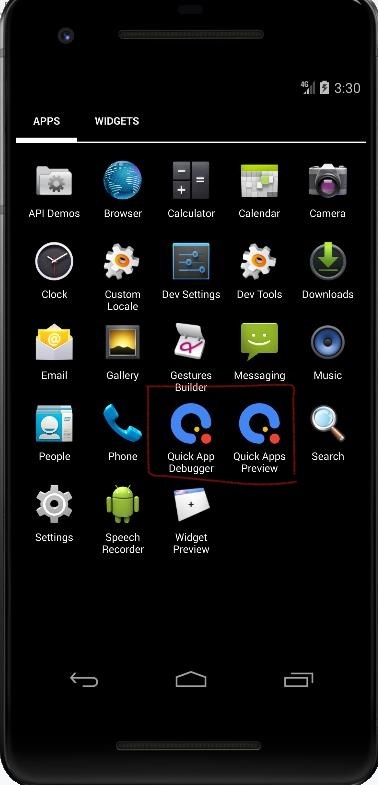 4G 3:30
APPS WIDGETS
API Demos Browser Calculator Calendar Camera
Clock Custom Dev Settings Dev Tools Downloads
Locale
Email Gallery Gestures Messaging Music
Builder
People Phone Quick App Quick Apps Search
Debugger Preview
Settings Speech Widget
Recorder Preview